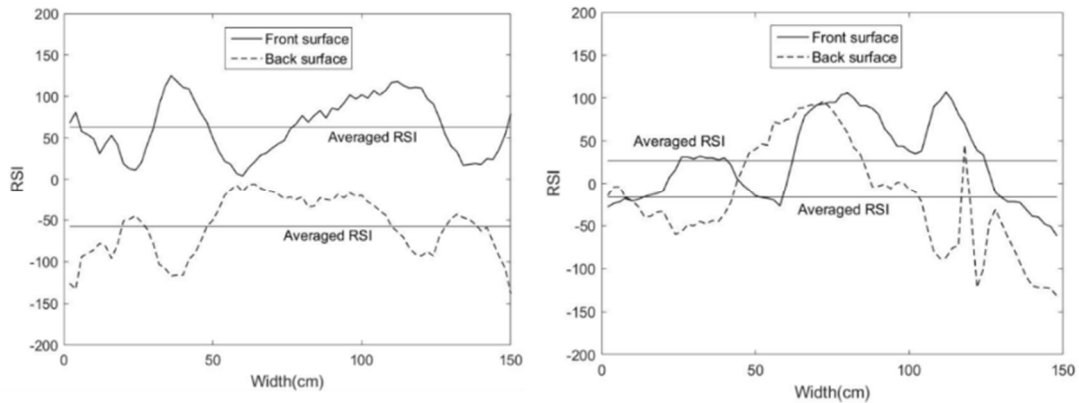 200
150
100
50
0
-50
-100
-150
-200
RSI
Front surface
Back surface
Averaged RSI
Averaged RSI
0
50
100
150
Width(cm)
200
150
100
50
0
-50
-100
-150
-200
RSI
Front surface
Back surface
Averaged RSI
Averaged RSI
0
50
100
150
Width(cm)